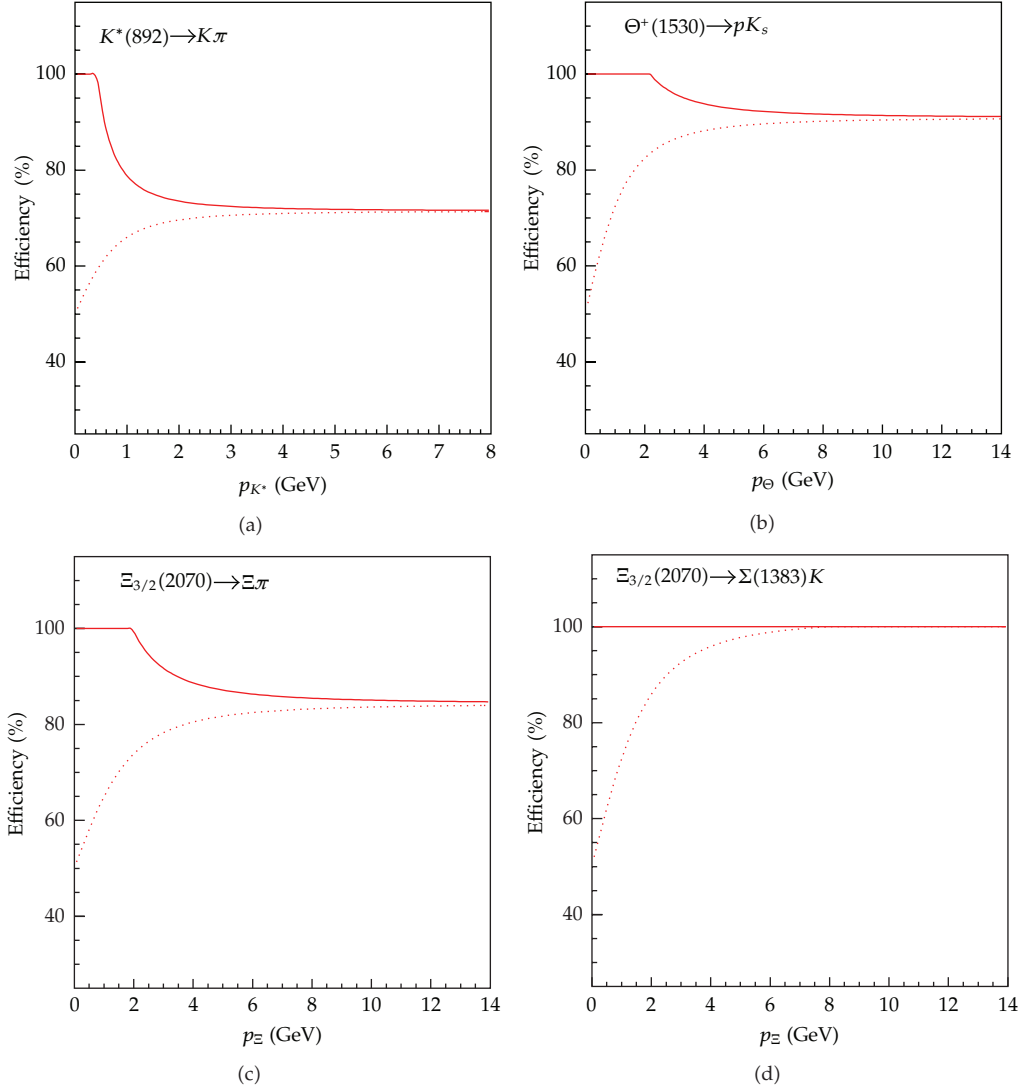 K*(892)→Kπ
100
80
60
40
Efficiency (%)
0 1 2 3 4 5 6 7 8
p_{K*} (GeV)
(a)
Θ⁺(1530)→pK_s
100
80
60
40
Efficiency (%)
0 2 4 6 8 10 12 14
p_Θ (GeV)
(b)
Ξ_{3/2}(2070)→Ξπ
100
80
60
40
Efficiency (%)
0 2 4 6 8 10 12 14
p_Ξ (GeV)
(c)
Ξ_{3/2}(2070)→Σ(1383)K
100
80
60
40
Efficiency (%)
0 2 4 6 8 10 12 14
p_Ξ (GeV)
(d)